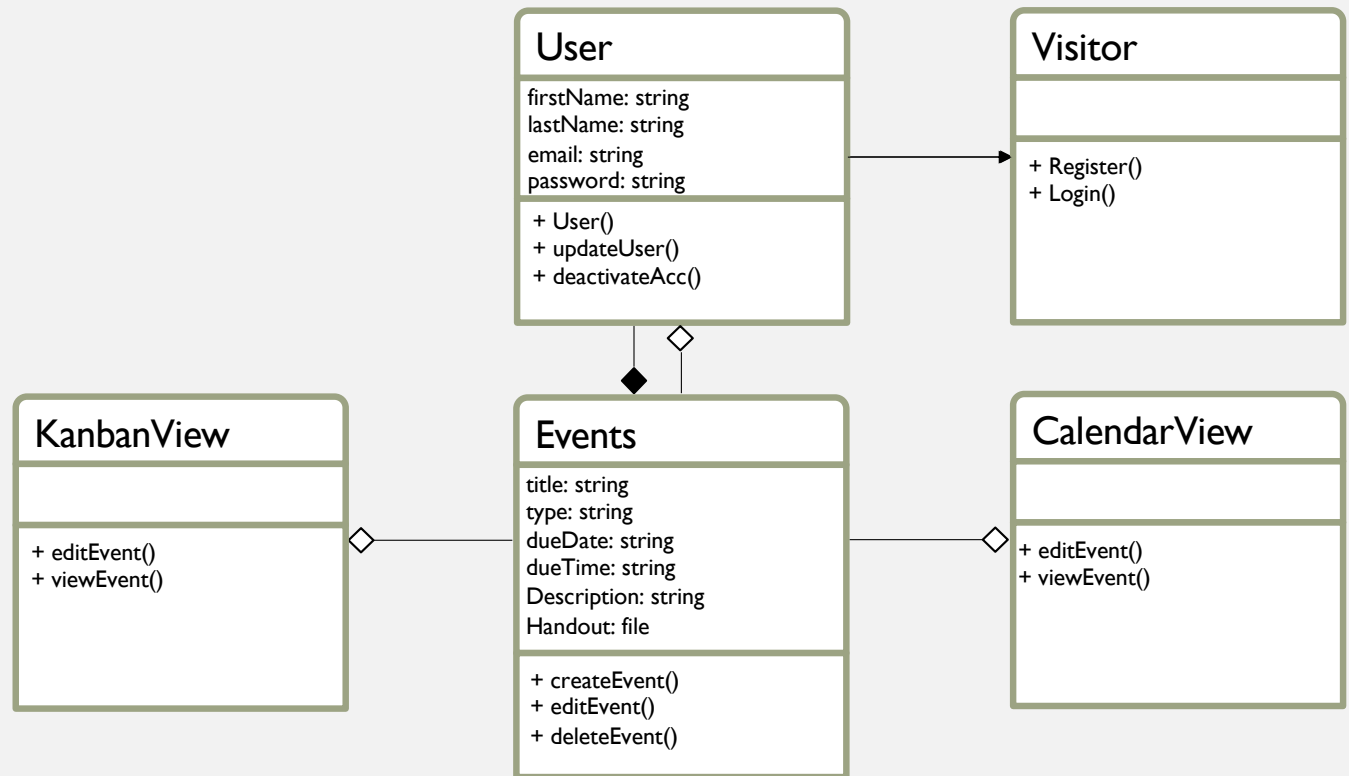 User
firstName: string
lastName: string
email: string
password: string
+ User()
+ updateUser()
+ deactivateAcc()
Visitor
+ Register()
+ Login()
KanbanView
+ editEvent()
+ viewEvent()
Events
title: string
type: string
dueDate: string
dueTime: string
Description: string
Handout: file
+ createEvent()
+ editEvent()
+ deleteEvent()
CalendarView
+ editEvent()
+ viewEvent()